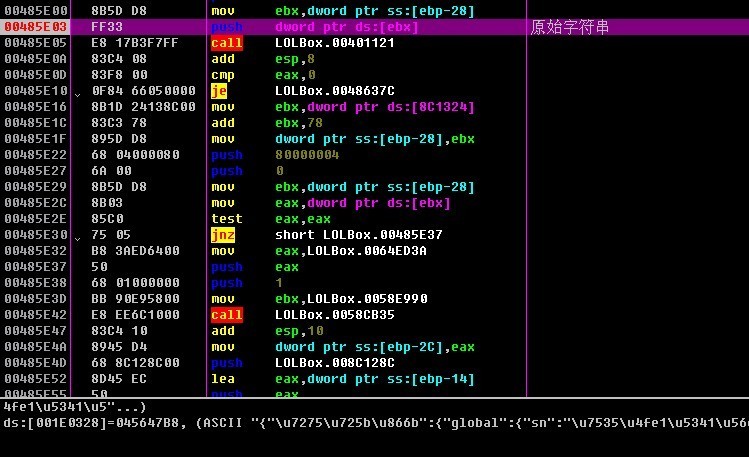 00485E00 8B5D D8 mov ebx,dword ptr ss:[ebp-28]
00485E03 FF33 push dword ptr ds:[ebx] 原始字符串
00485E05 E8 17B3F7FF call LOLBox.00401121
00485E0A 83C4 08 add esp,8
00485E0D 83F8 00 cmp eax,0
00485E10 0F84 66050000 je LOLBox.0048637C
00485E16 8B1D 24138C00 mov ebx,dword ptr ds:[8C1324]
00485E1C 83C3 78 add ebx,78
00485E1F 895D D8 mov dword ptr ss:[ebp-28],ebx
00485E22 68 04000080 push 80000004
00485E27 6A 00 push 0
00485E29 8B5D D8 mov ebx,dword ptr ss:[ebp-28]
00485E2C 8B03 mov eax,dword ptr ds:[ebx]
00485E2E 85C0 test eax,eax
00485E30 75 05 jnz short LOLBox.00485E37
00485E32 B8 3AED6400 mov eax,LOLBox.0064ED3A
00485E37 50 push eax
00485E38 68 01000000 push 1
00485E3D BB 90E95800 mov ebx,LOLBox.0058E990
00485E42 E8 EE6C1000 call LOLBox.0058CB35
00485E47 83C4 10 add esp,10
00485E4A 8945 D4 mov dword ptr ss:[ebp-2C],eax
00485E4D 68 8C128C00 push LOLBox.008C128C
00485E52 8D45 EC lea eax,dword ptr ss:[ebp-14]
00485E55 50 push eax
4fe1\u5341\u5"...)
ds:[001E0328]=045647B8, (ASCII "{"\u7275\u725b\u866b":{"global":{"sn":"\u7535\u4fe1\u5341\u56